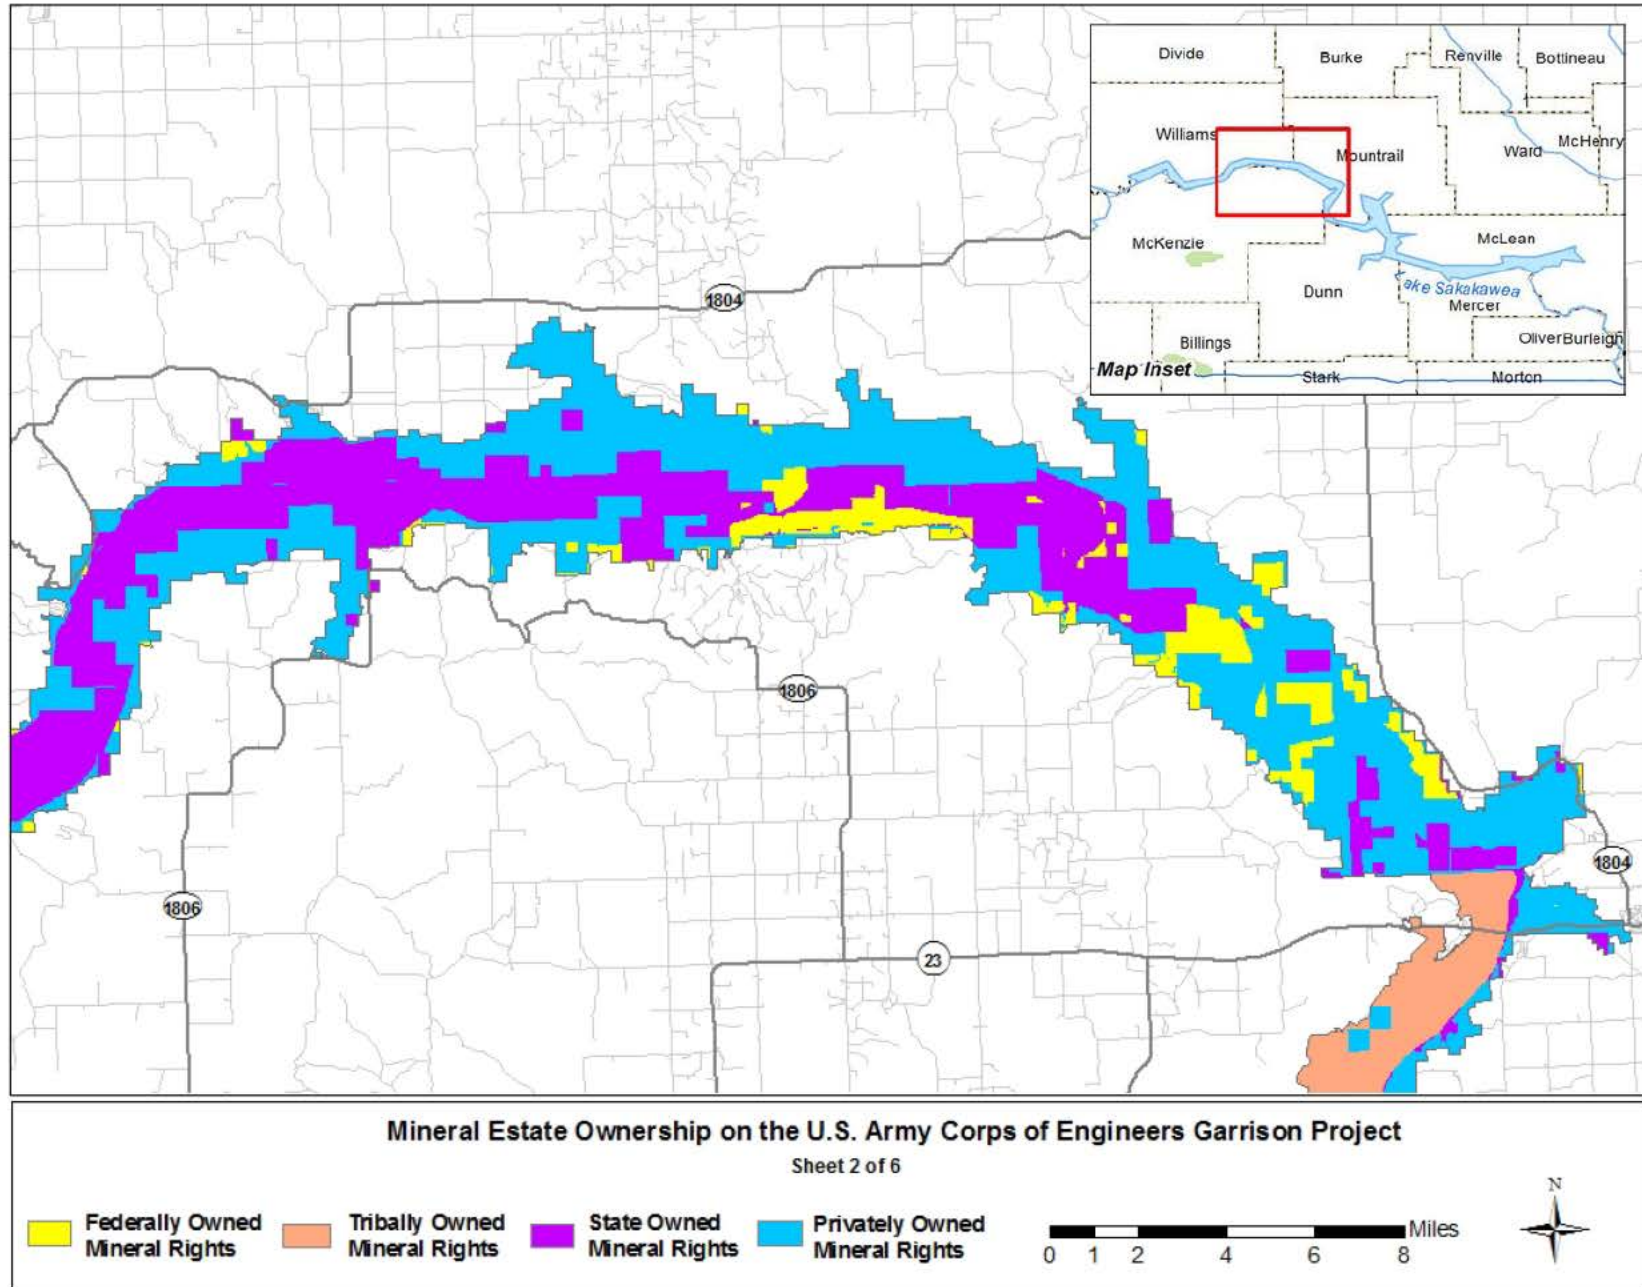 Divide
Burke
Renville
Bottineau
Williams
Mountrail
Ward
McHenry
McKenzie
McLean
Dunn
Lake Sakakawea
Mercer
Billings
Oliver
Burleigh
Map Inset
Stark
Morton
1804
1806
1804
1806
23
Mineral Estate Ownership on the U.S. Army Corps of Engineers Garrison Project
Sheet 2 of 6
Federally Owned
Mineral Rights
Tribally Owned
Mineral Rights
State Owned
Mineral Rights
Privately Owned
Mineral Rights
Miles
0 1 2 4 6 8
N